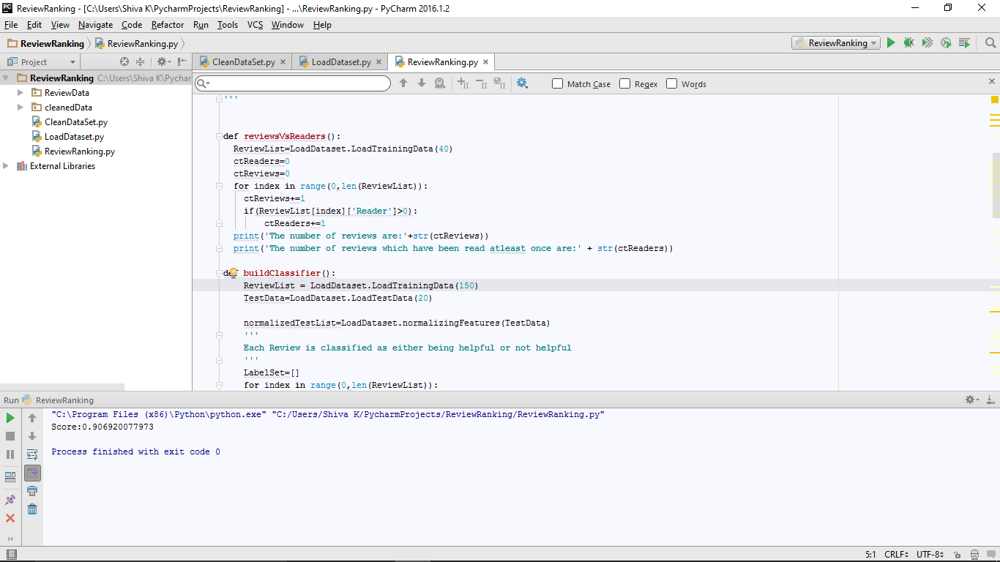 ReviewRanking - [C:\Users\Shiva K\PycharmProjects\ReviewRanking] - ...\ReviewRanking.py - PyCharm 2016.1.2
File Edit View Navigate Code Refactor Run Tools VCS Window Help
ReviewRanking ReviewRanking.py
ReviewRanking
Project
CleanDataSet.py
LoadDataset.py
ReviewRanking.py
ReviewRanking C:\Users\Shiva K\Pychar
ReviewData
cleanedData
CleanDataSet.py
LoadDataset.py
ReviewRanking.py
External Libraries
Match Case Regex Words
'''
def reviewsVsReaders():
ReviewList=LoadDataset.LoadTrainingData(40)
ctReaders=0
ctReviews=0
for index in range(0,len(ReviewList)):
ctReviews+=1
if(ReviewList[index]['Reader']>0):
ctReaders+=1
print('The number of reviews are:'+str(ctReviews))
print('The number of reviews which have been read atleast once are:' + str(ctReaders))
def buildClassifier():
ReviewList = LoadDataset.LoadTrainingData(150)
TestData=LoadDataset.LoadTestData(20)
normalizedTestList=LoadDataset.normalizingFeatures(TestData)
'''
Each Review is classified as either being helpful or not helpful
'''
LabelSet=[]
for index in range(0,len(ReviewList)):
Run ReviewRanking
"C:\Program Files (x86)\Python\python.exe" "C:/Users/Shiva K/PycharmProjects/ReviewRanking/ReviewRanking.py"
Score:0.906920077973
Process finished with exit code 0
5:1 CRLF UTF-8